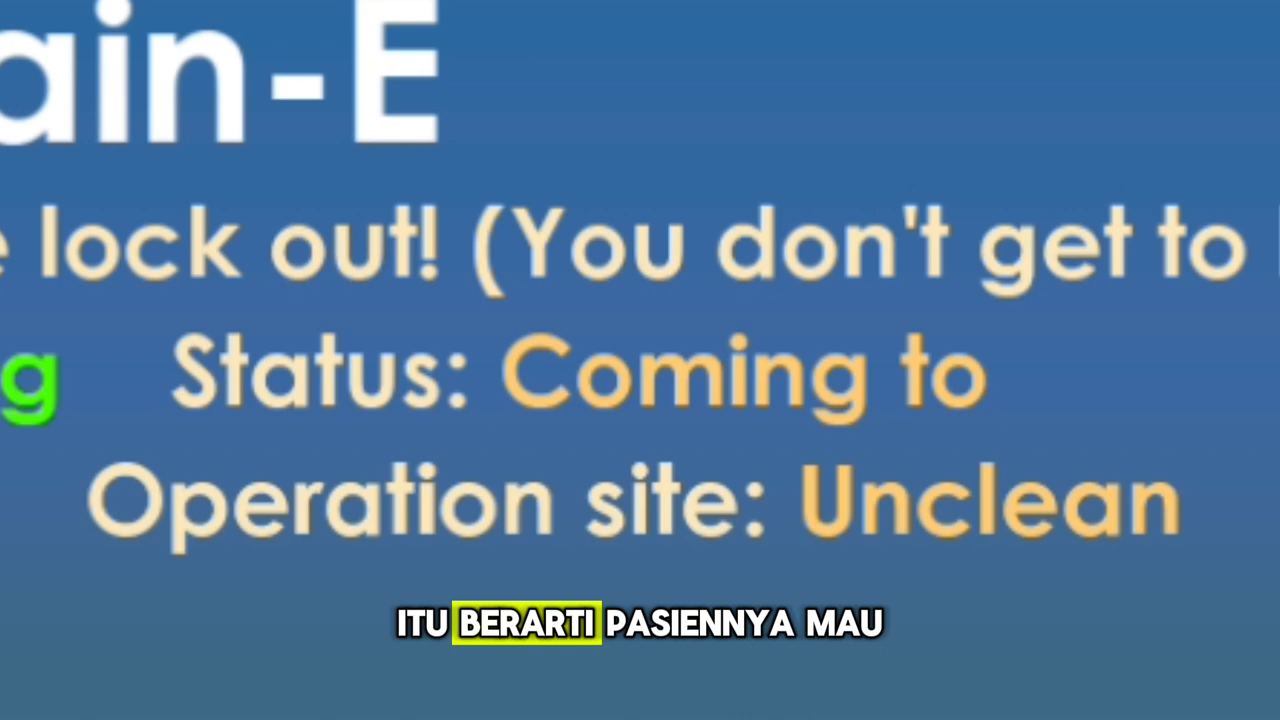 ain-E
e lock out! (You don't get to
g Status: Coming to
Operation site: Unclean
ITU BERARTI PASIENNYA MAU